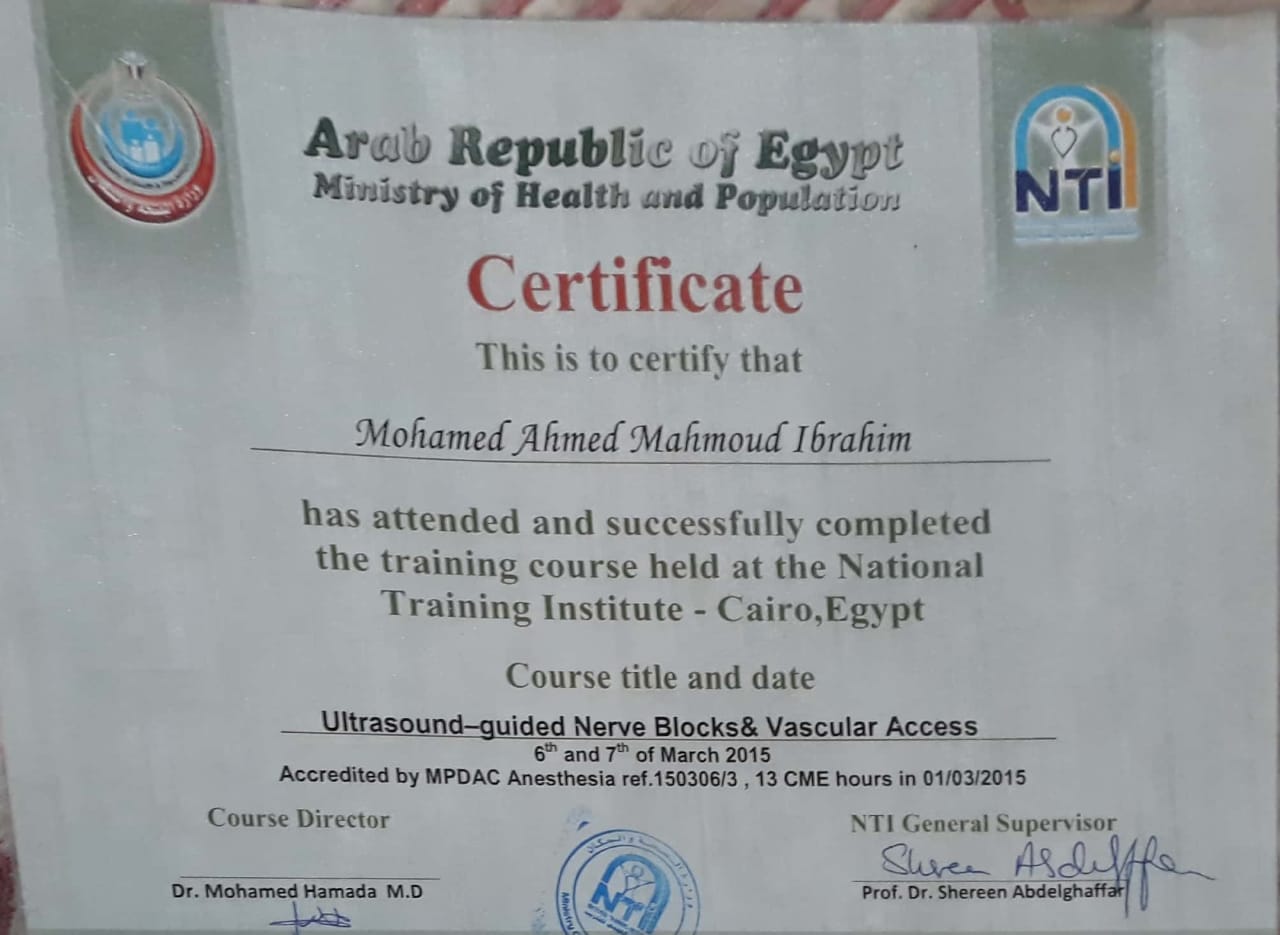 Arab Republic of Egypt
Ministry of Health and Population
NTI
Certificate
This is to certify that
Mohamed Ahmed Mahmoud Ibrahim
has attended and successfully completed
the training course held at the National
Training Institute - Cairo,Egypt
Course title and date
Ultrasound–guided Nerve Blocks& Vascular Access
6th and 7th of March 2015
Accredited by MPDAC Anesthesia ref.150306/3 , 13 CME hours in 01/03/2015
Course Director
NTI General Supervisor
Dr. Mohamed Hamada M.D
Prof. Dr. Shereen Abdelghaffar
NTI